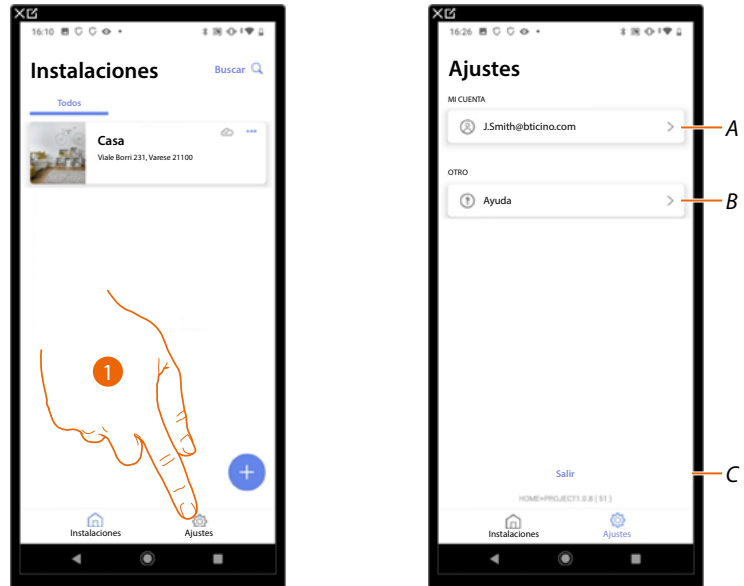 16:10
Instalaciones
Buscar
Todos
Casa
Viale Borri 231, Varese 21100
1
Instalaciones
Ajustes
16:26
Ajustes
MI CUENTA
J.Smith@bticino.com
A
OTRO
Ayuda
B
Salir
C
HOME+PROJECT1.0.8 ( 51 )
Instalaciones
Ajustes